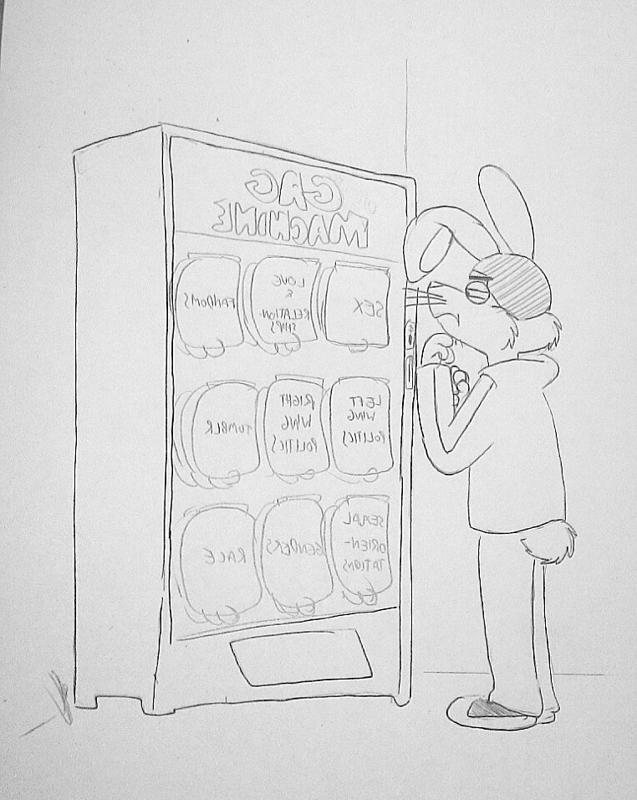 GAG
MACHINE
SEX
LOVE
&
RELATION-
SHIPS
FANDOMS
LEFT
WING
POLITICS
RIGHT
WING
POLITICS
TUMBLR
SEXUAL
ORIEN-
TATIONS
GENDERS
RACE